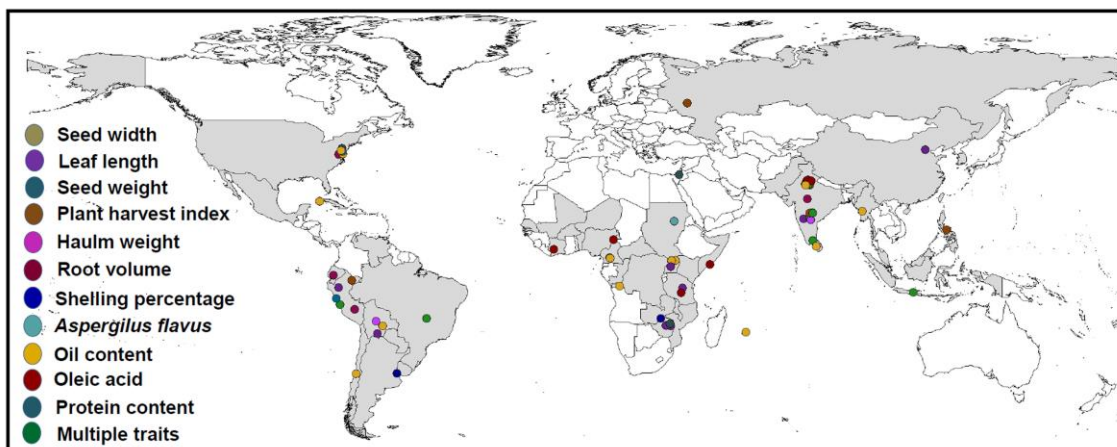 Seed width
Leaf length
Seed weight
Plant harvest index
Haulm weight
Root volume
Shelling percentage
Aspergilus flavus
Oil content
Oleic acid
Protein content
Multiple traits